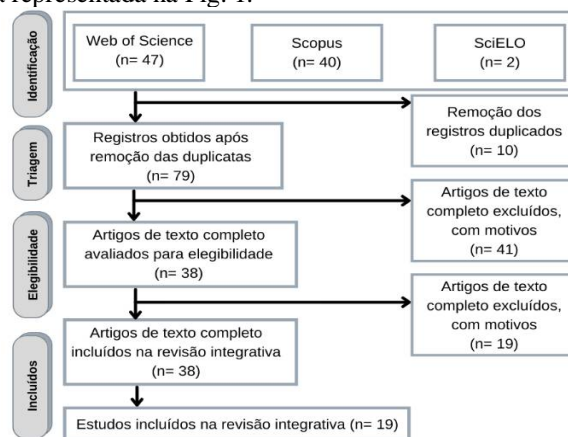 a representada na Fig. 1.
Identificação
Web of Science
(n= 47)
Scopus
(n= 40)
SciELO
(n= 2)
Remoção dos
registros duplicados
(n= 10)
Triagem
Registros obtidos após
remoção das duplicatas
(n= 79)
Artigos de texto
completo excluídos,
com motivos
(n= 41)
Elegibilidade
Artigos de texto completo
avaliados para elegibilidade
(n= 38)
Artigos de texto
completo excluídos,
com motivos
(n= 19)
Incluídos
Artigos de texto completo
incluídos na revisão integrativa
(n= 38)
Estudos incluídos na revisão integrativa (n= 19)